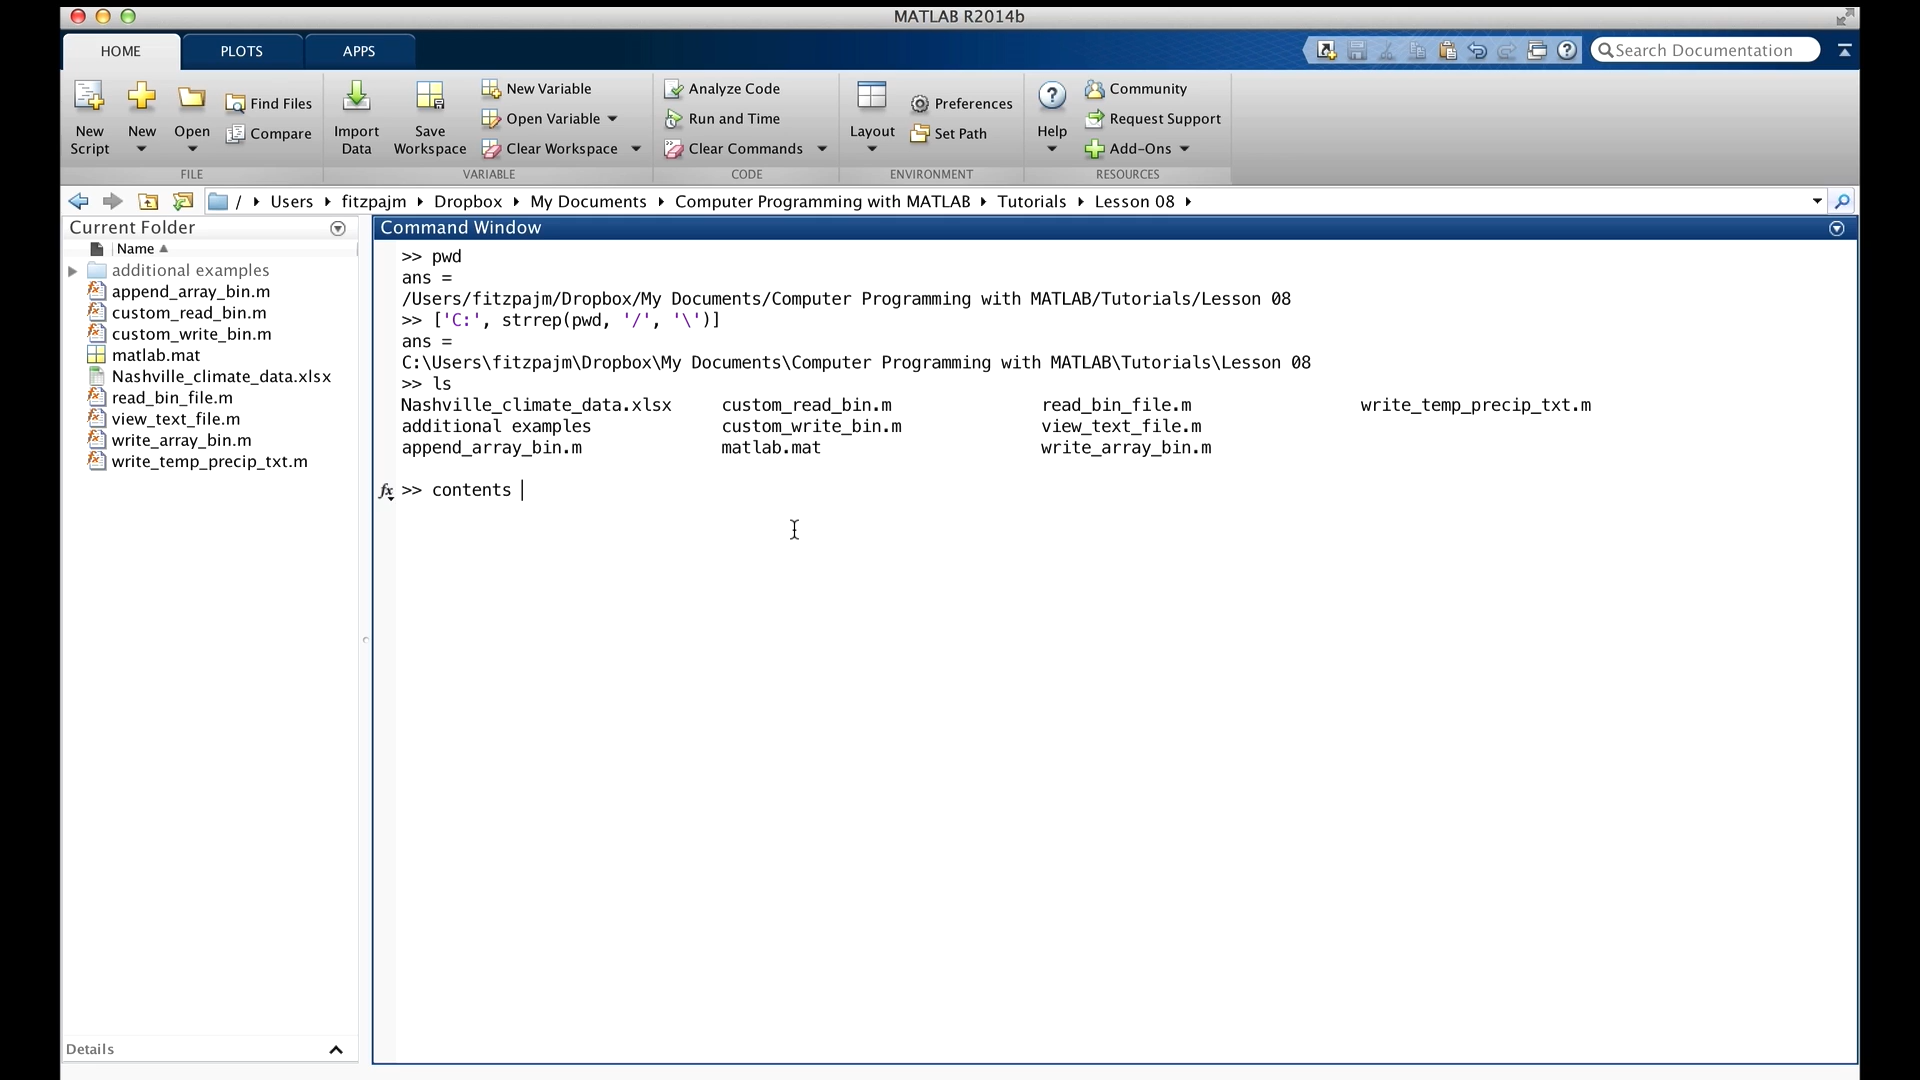 MATLAB R2014b
HOME PLOTS APPS
Search Documentation
New Script
New
Open
Find Files
Compare
Import Data
Save Workspace
New Variable
Open Variable
Clear Workspace
Analyze Code
Run and Time
Clear Commands
Layout
Preferences
Set Path
Help
Community
Request Support
Add-Ons
FILE VARIABLE CODE ENVIRONMENT RESOURCES
/ Users fitzpajm Dropbox My Documents Computer Programming with MATLAB Tutorials Lesson 08
Current Folder
Name
additional examples
append_array_bin.m
custom_read_bin.m
custom_write_bin.m
matlab.mat
Nashville_climate_data.xlsx
read_bin_file.m
view_text_file.m
write_array_bin.m
write_temp_precip_txt.m
Details
Command Window
>> pwd
ans =
/Users/fitzpajm/Dropbox/My Documents/Computer Programming with MATLAB/Tutorials/Lesson 08
>> ['C:', strrep(pwd, '/', '\')]
ans =
C:\Users\fitzpajm\Dropbox\My Documents\Computer Programming with MATLAB\Tutorials\Lesson 08
>> ls
Nashville_climate_data.xlsx custom_read_bin.m read_bin_file.m write_temp_precip_txt.m
additional examples custom_write_bin.m view_text_file.m
append_array_bin.m matlab.mat write_array_bin.m
fx >> contents